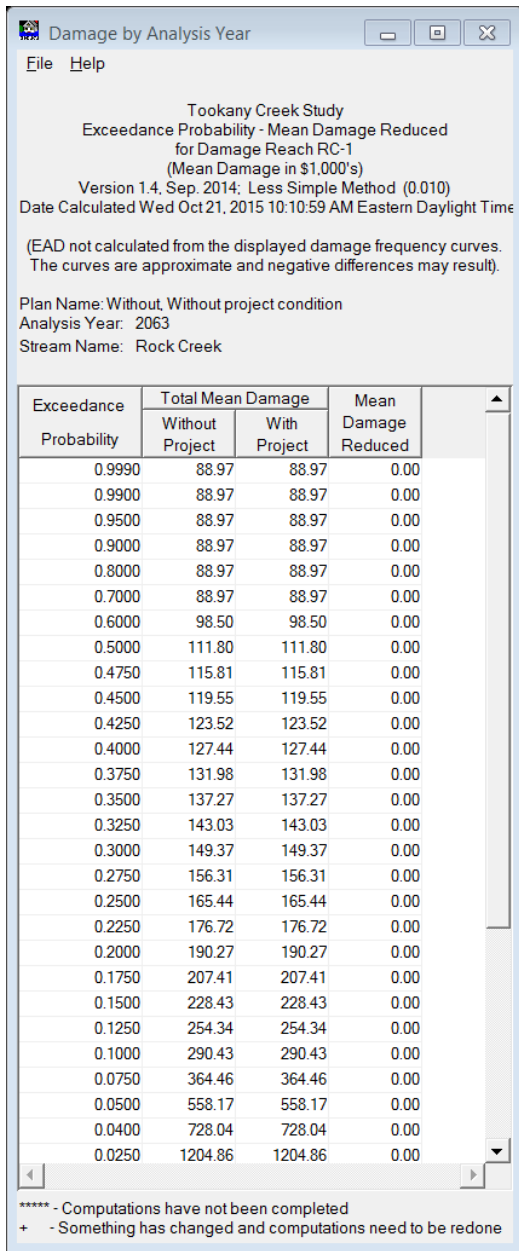 Damage by Analysis Year
File Help
Tookany Creek Study
Exceedance Probability - Mean Damage Reduced
for Damage Reach RC-1
(Mean Damage in $1,000's)
Version 1.4, Sep. 2014; Less Simple Method (0.010)
Date Calculated Wed Oct 21, 2015 10:10:59 AM Eastern Daylight Time
(EAD not calculated from the displayed damage frequency curves.
The curves are approximate and negative differences may result).
Plan Name: Without, Without project condition
Analysis Year: 2063
Stream Name: Rock Creek
Exceedance Probability Total Mean Damage Mean Damage Reduced
Without Project With Project
0.9990 88.97 88.97 0.00
0.9900 88.97 88.97 0.00
0.9500 88.97 88.97 0.00
0.9000 88.97 88.97 0.00
0.8000 88.97 88.97 0.00
0.7000 88.97 88.97 0.00
0.6000 98.50 98.50 0.00
0.5000 111.80 111.80 0.00
0.4750 115.81 115.81 0.00
0.4500 119.55 119.55 0.00
0.4250 123.52 123.52 0.00
0.4000 127.44 127.44 0.00
0.3750 131.98 131.98 0.00
0.3500 137.27 137.27 0.00
0.3250 143.03 143.03 0.00
0.3000 149.37 149.37 0.00
0.2750 156.31 156.31 0.00
0.2500 165.44 165.44 0.00
0.2250 176.72 176.72 0.00
0.2000 190.27 190.27 0.00
0.1750 207.41 207.41 0.00
0.1500 228.43 228.43 0.00
0.1250 254.34 254.34 0.00
0.1000 290.43 290.43 0.00
0.0750 364.46 364.46 0.00
0.0500 558.17 558.17 0.00
0.0400 728.04 728.04 0.00
0.0250 1204.86 1204.86 0.00
***** - Computations have not been completed
+ - Something has changed and computations need to be redone